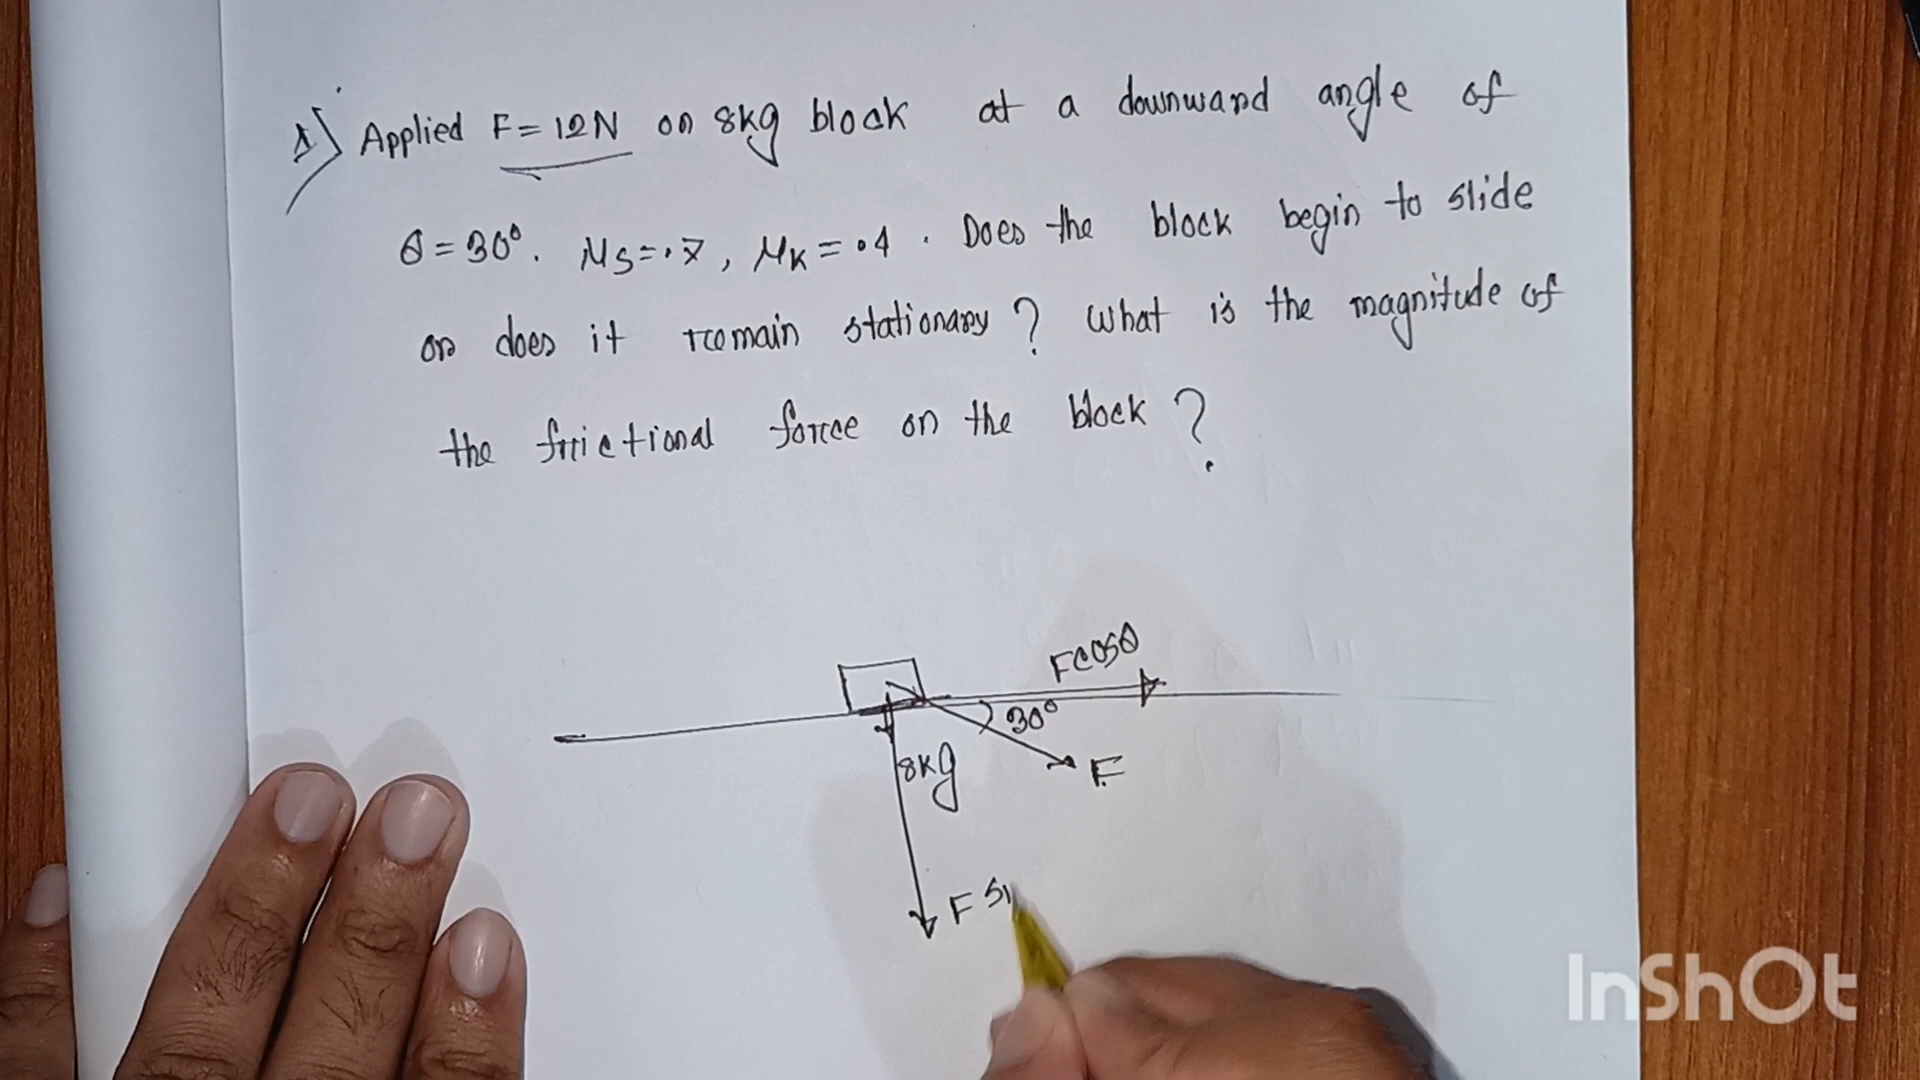 1) Applied F = 12N on 8kg block at a downward angle of
θ = 30°. μs = .7, μk = .4. Does the block begin to slide
or does it remain stationary? What is the magnitude of
the frictional force on the block?
Fcosθ
30°
8kg
F
F si
InShOt